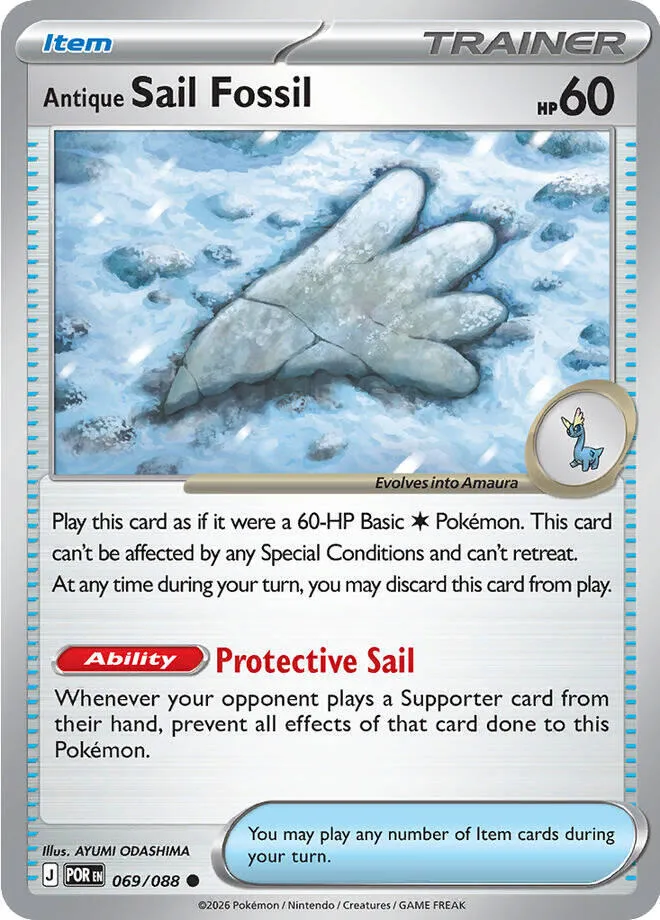 Item
TRAINER
Antique Sail Fossil
HP 60
Evolves into Amaura
Play this card as if it were a 60-HP Basic Pokémon. This card
can't be affected by any Special Conditions and can't retreat.
At any time during your turn, you may discard this card from play.
Ability Protective Sail
Whenever your opponent plays a Supporter card from
their hand, prevent all effects of that card done to this
Pokémon.
You may play any number of Item cards during
your turn.
Illus. AYUMI ODASHIMA
J POR EN 069/088
©2026 Pokémon / Nintendo / Creatures / GAME FREAK